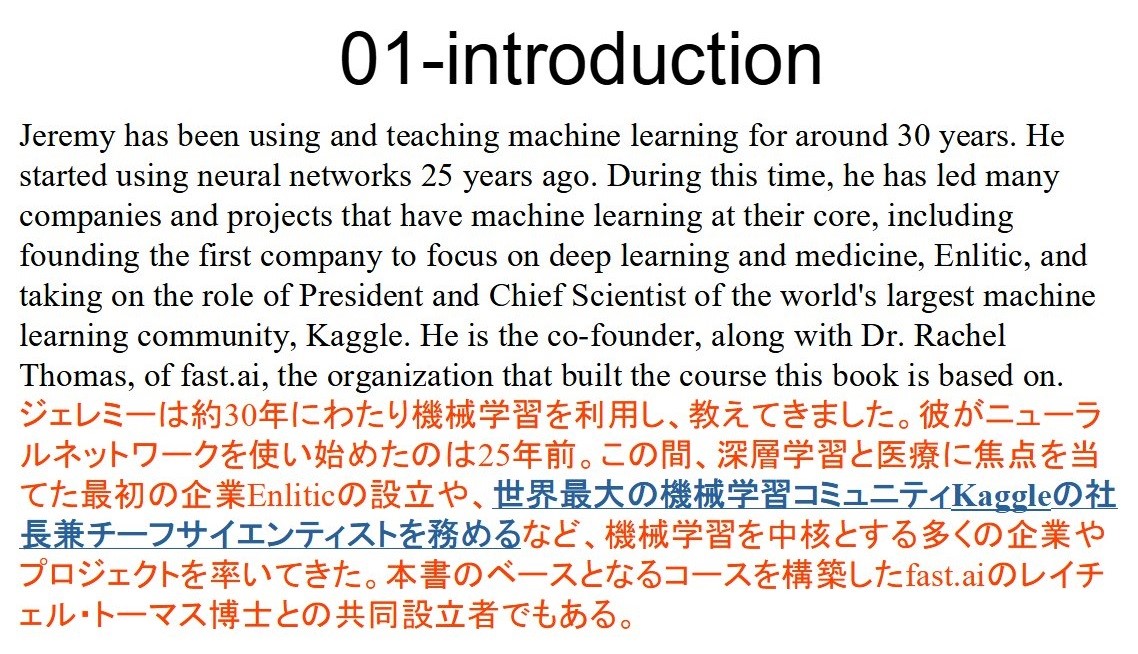 01-introduction
Jeremy has been using and teaching machine learning for around 30 years. He
started using neural networks 25 years ago. During this time, he has led many
companies and projects that have machine learning at their core, including
founding the first company to focus on deep learning and medicine, Enlitic, and
taking on the role of President and Chief Scientist of the world's largest machine
learning community, Kaggle. He is the co-founder, along with Dr. Rachel
Thomas, of fast.ai, the organization that built the course this book is based on.
ジェレミーは約30年にわたり機械学習を利用し、教えてきました。彼がニューラ
ルネットワークを使い始めたのは25年前。この間、深層学習と医療に焦点を当
てた最初の企業Enliticの設立や、世界最大の機械学習コミュニティKaggleの社
長兼チーフサイエンティストを務めるなど、機械学習を中核とする多くの企業や
プロジェクトを率いてきた。本書のベースとなるコースを構築したfast.aiのレイチ
ェル・トーマス博士との共同設立者でもある。